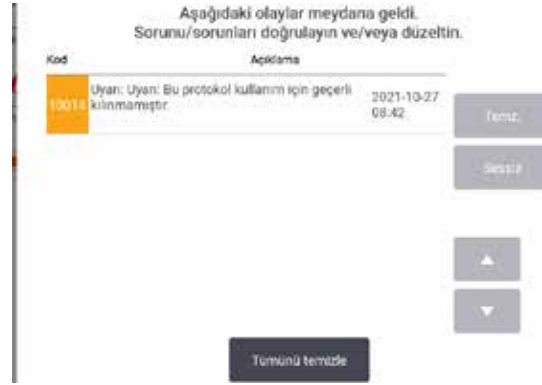 Aşağıdaki olaylar meydana geldi.
Sorunu/sorunları doğrulayın ve/veya düzeltin.
Kod Açıklama
10014 Uyarı: Uyarı: Bu protokol kullanım için geçerli kılınmamıştır. 2021-10-27 08:42
Temiz.
Sessiz
Tümünü temizle